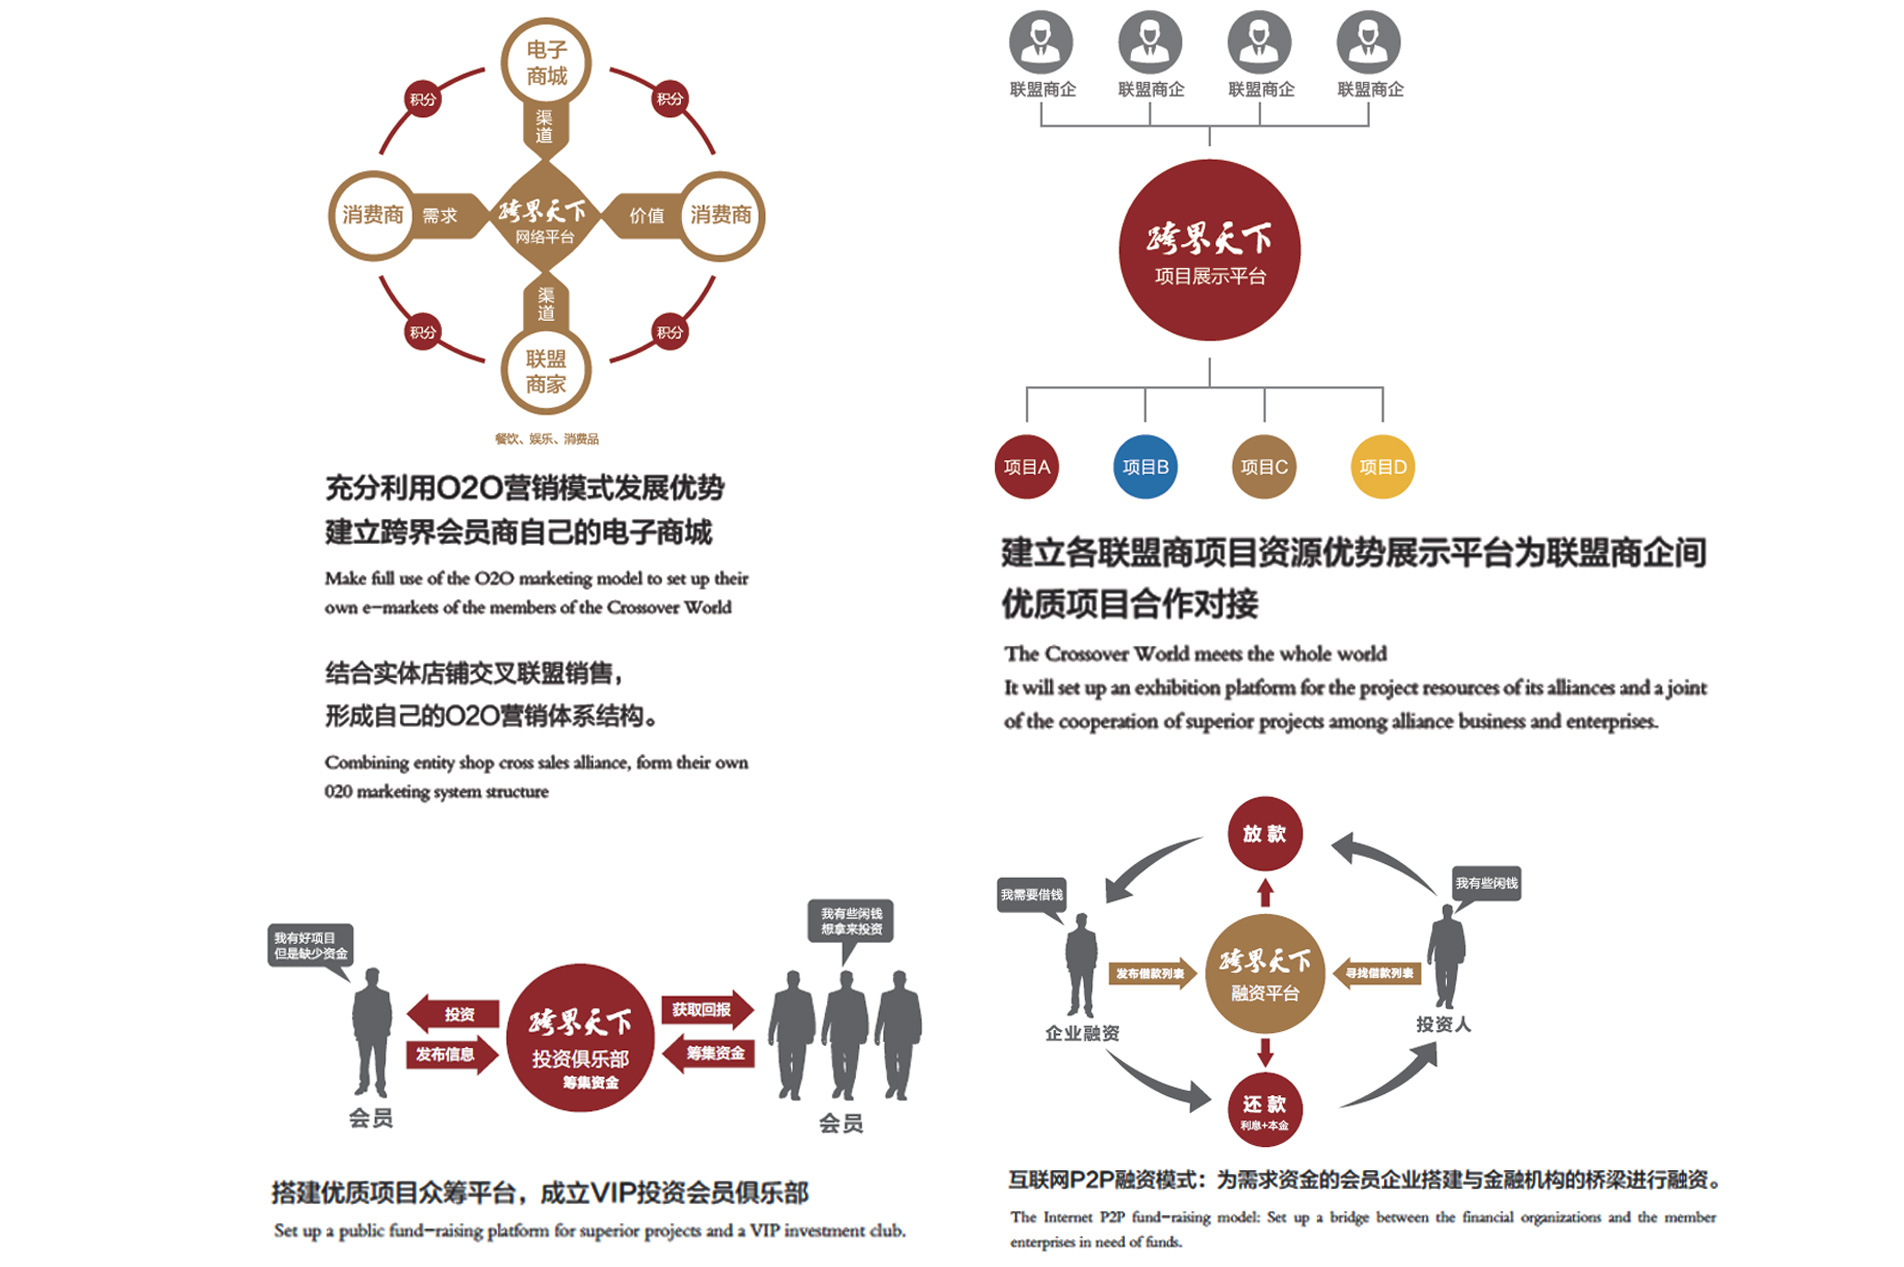 电子
商城
积分
积分
渠
道
消费商
需求
跨界天下
网络平台
价值
消费商
渠
道
积分
积分
联盟
商家
餐饮、娱乐、消费品
充分利用O2O营销模式发展优势
建立跨界会员商自己的电子商城
Make full use of the O2O marketing model to set up their
own e-markets of the members of the Crossover World
结合实体店铺交叉联盟销售，
形成自己的O2O营销体系结构。
Combining entity shop cross sales alliance, form their own
020 marketing system structure
联盟商企
联盟商企
联盟商企
联盟商企
跨界天下
项目展示平台
项目A
项目B
项目C
项目D
建立各联盟商项目资源优势展示平台为联盟商企间
优质项目合作对接
The Crossover World meets the whole world
It will set up an exhibition platform for the project resources of its alliances and a joint
of the cooperation of superior projects among alliance business and enterprises.
我有好项目
但是缺少资金
我有些闲钱
想拿来投资
投资
发布信息
跨界天下
投资俱乐部
筹集资金
获取回报
筹集资金
会员
会员
搭建优质项目众筹平台，成立VIP投资会员俱乐部
Set up a public fund-raising platform for superior projects and a VIP investment club.
放款
我需要借钱
我有些闲钱
发布借款列表
跨界天下
融资平台
寻找借款列表
企业融资
投资人
还款
利息+本金
互联网P2P融资模式：为需求资金的会员企业搭建与金融机构的桥梁进行融资。
The Internet P2P fund-raising model: Set up a bridge between the financial organizations and the member
enterprises in need of funds.